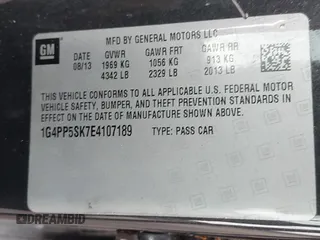 GM
MFD BY GENERAL MOTORS LLC
DATE GVWR GAWR FRT GAWR RR
08/13 1969 KG 1056 KG 913 KG
4342 LB 2329 LB 2013 LB
THIS VEHICLE CONFORMS TO ALL APPLICABLE U.S. FEDERAL MOTOR
VEHICLE SAFETY, BUMPER, AND THEFT PREVENTION STANDARDS
IN EFFECT ON THE DATE OF MANUFACTURE SHOWN ABOVE
1G4PP5SK7E4107189 TYPE: PASS CAR
DREAMBID